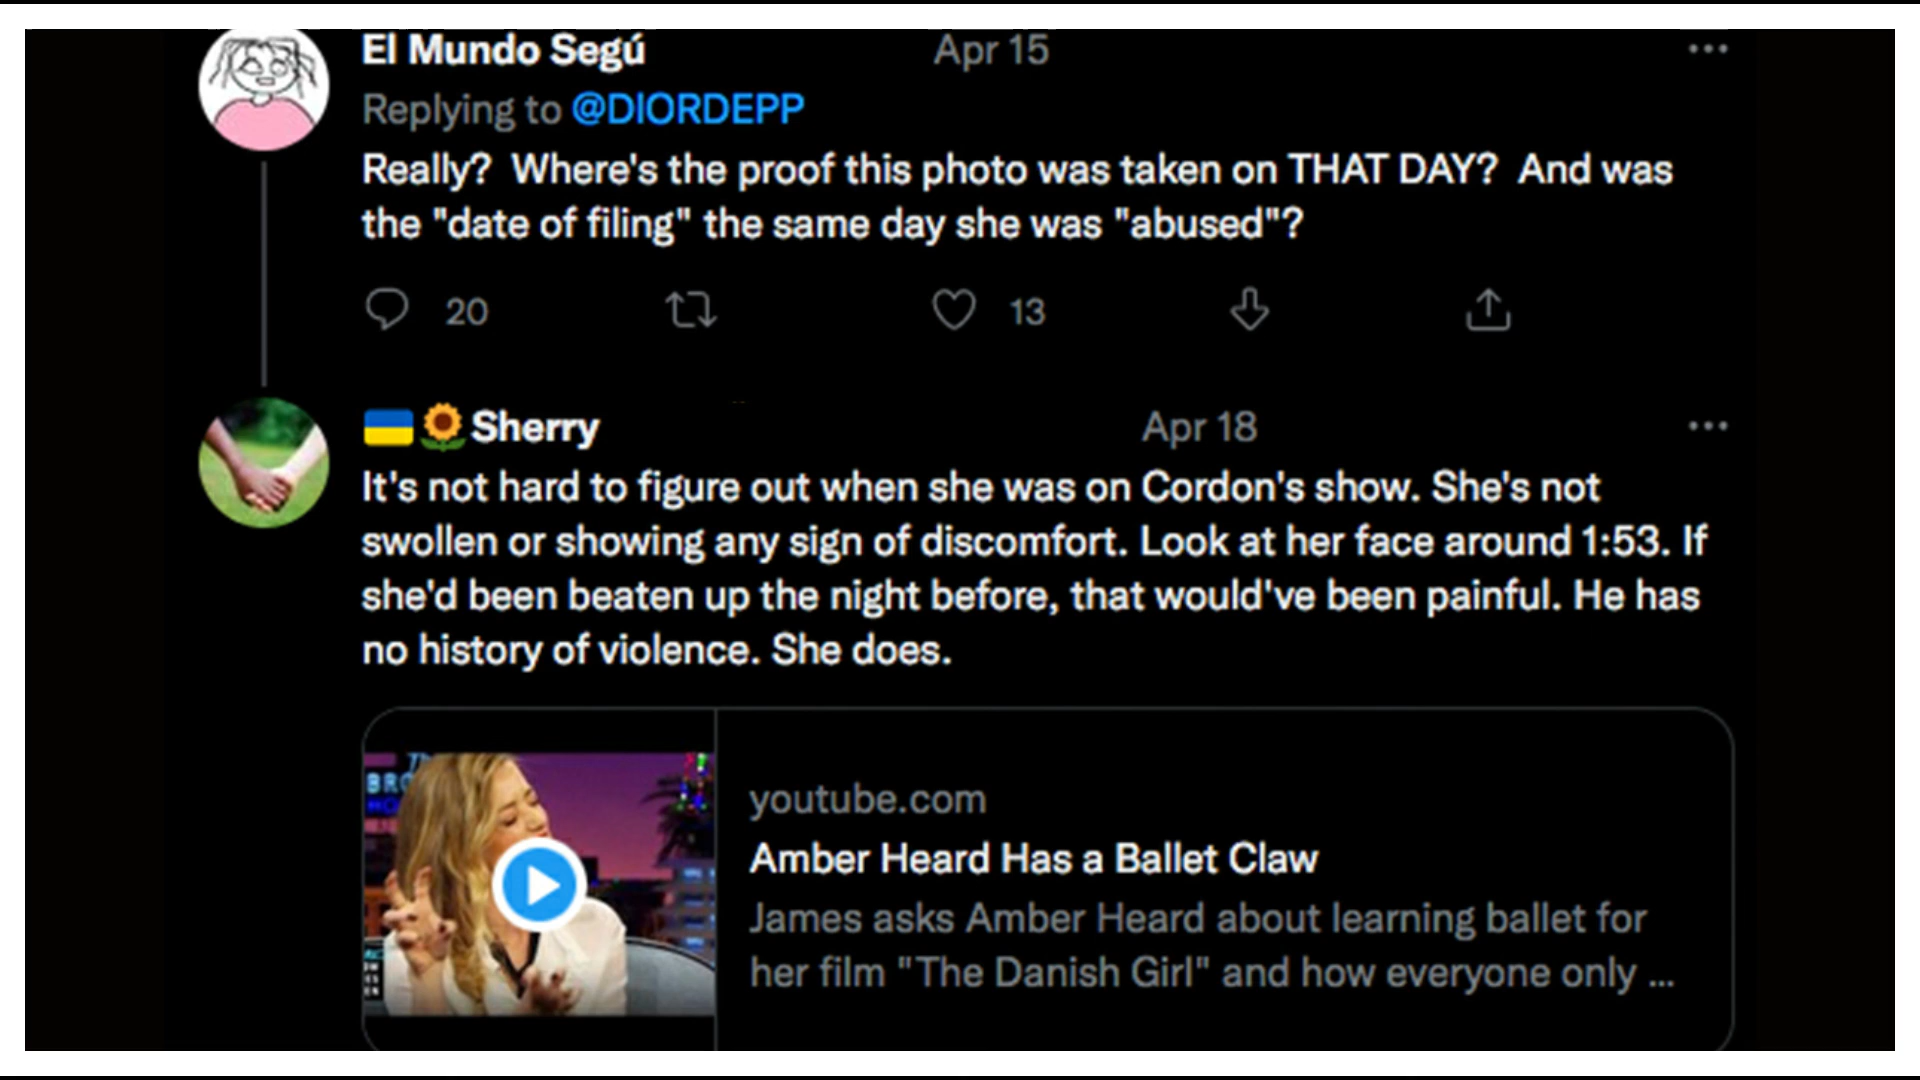 El Mundo Segú Apr 15
Replying to @DIORDEPP
Really? Where's the proof this photo was taken on THAT DAY? And was
the "date of filing" the same day she was "abused"?
20 13
Sherry Apr 18
It's not hard to figure out when she was on Cordon's show. She's not
swollen or showing any sign of discomfort. Look at her face around 1:53. If
she'd been beaten up the night before, that would've been painful. He has
no history of violence. She does.
BRO
youtube.com
Amber Heard Has a Ballet Claw
James asks Amber Heard about learning ballet for
her film "The Danish Girl" and how everyone only ...